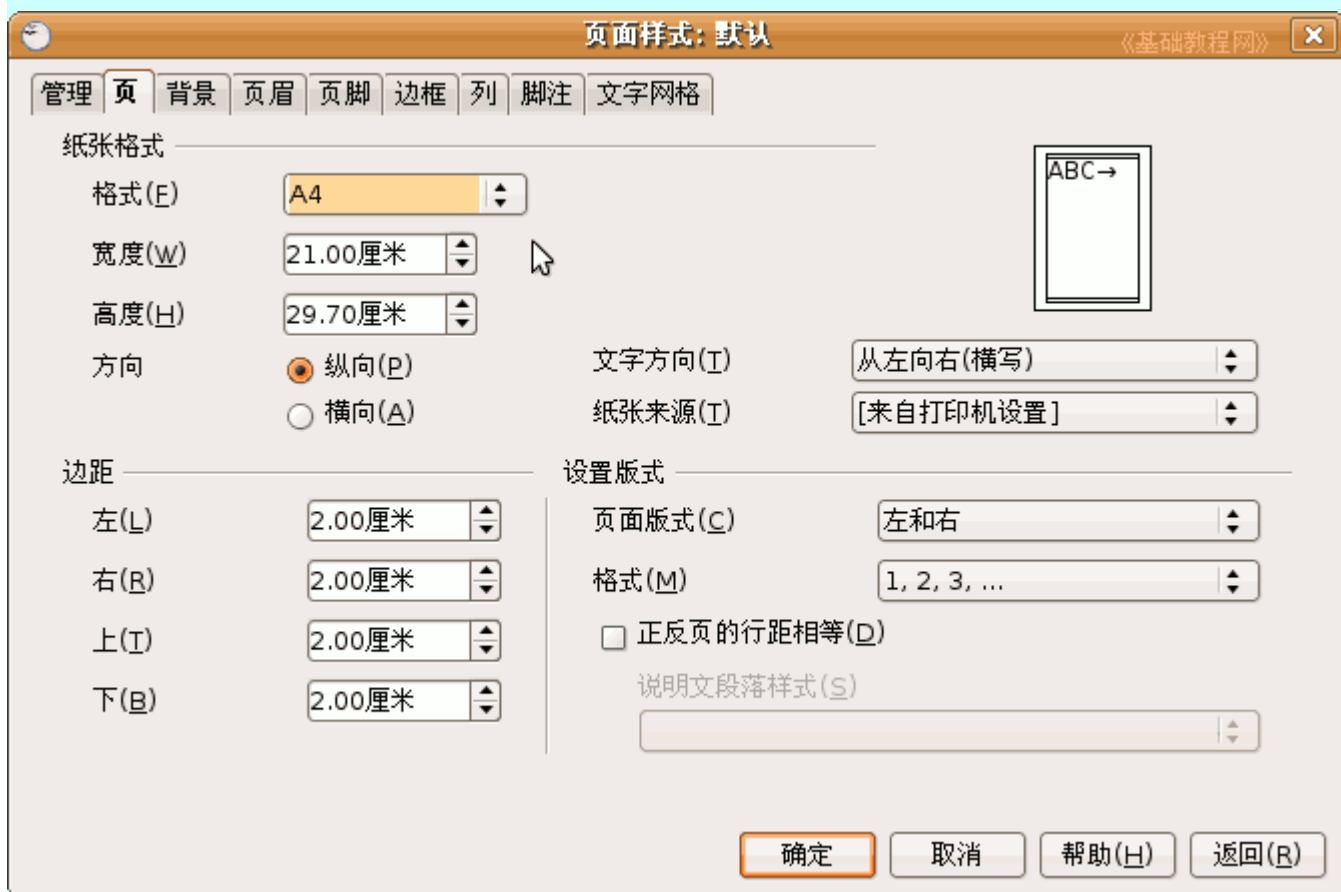 页面样式: 默认
《基础教程网》
管理 页 背景 页眉 页脚 边框 列 脚注 文字网格
纸张格式
ABC→
格式(F) A4
宽度(W) 21.00厘米
高度(H) 29.70厘米
方向 纵向(P) 文字方向(T) 从左向右(横写)
横向(A) 纸张来源(T) [来自打印机设置]
边距 设置版式
左(L) 2.00厘米 页面版式(C) 左和右
右(R) 2.00厘米 格式(M) 1, 2, 3, ...
上(T) 2.00厘米 正反页的行距相等(D)
说明文段落样式(S)
下(B) 2.00厘米
确定 取消 帮助(H) 返回(R)